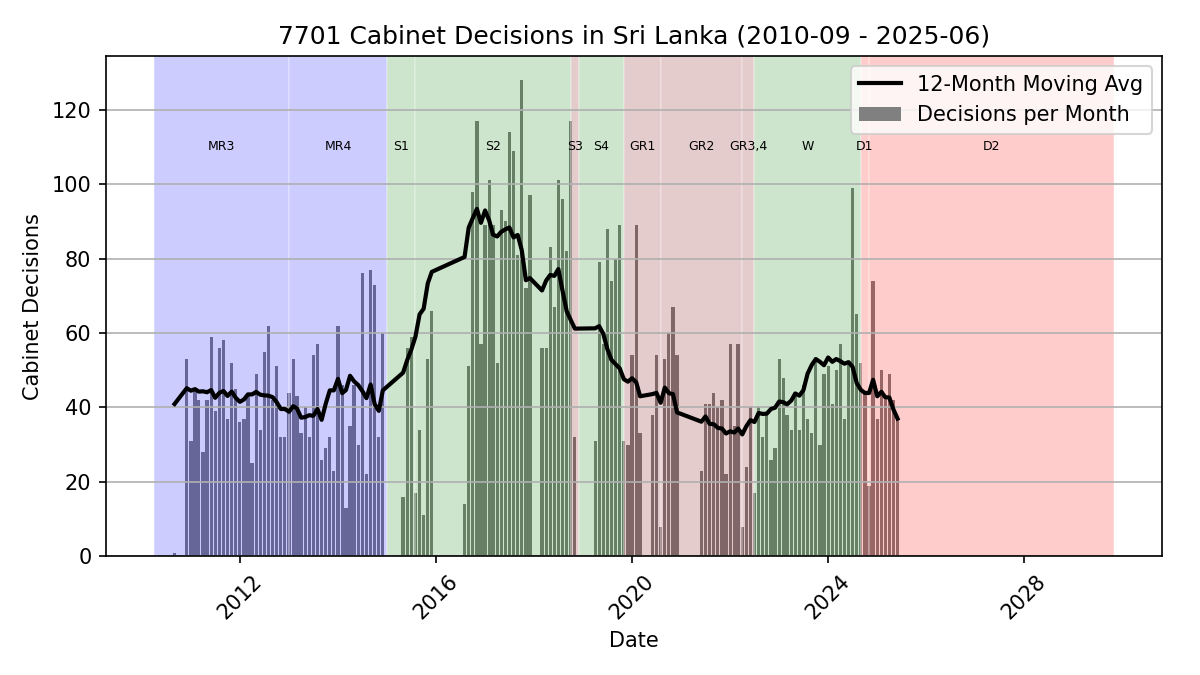 7701 Cabinet Decisions in Sri Lanka (2010-09 - 2025-06)
12-Month Moving Avg
Decisions per Month
MR3 MR4 S1 S2 S3 S4 GR1 GR2 GR3,4 W D1 D2
Cabinet Decisions
120
100
80
60
40
20
0
2012 2016 2020 2024 2028
Date